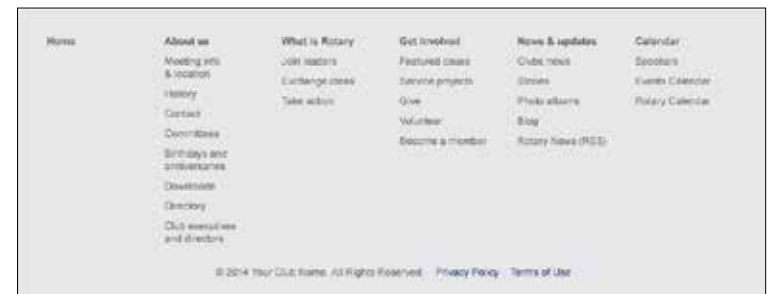 Home
About us
Meeting info
& location
History
Contact
Committees
Birthdays and
anniversaries
Downloads
Directory
Club executives
and directors
What is Rotary
Join leaders
Exchange ideas
Take action
Get involved
Featured cause
Service projects
Give
Volunteer
Become a member
News & updates
Clubs news
Stories
Photo albums
Blog
Rotary News (RSS)
Calendar
Speakers
Events Calendar
Rotary Calendar
© 2014 Your Club Name. All Rights Reserved. Privacy Policy Terms of Use